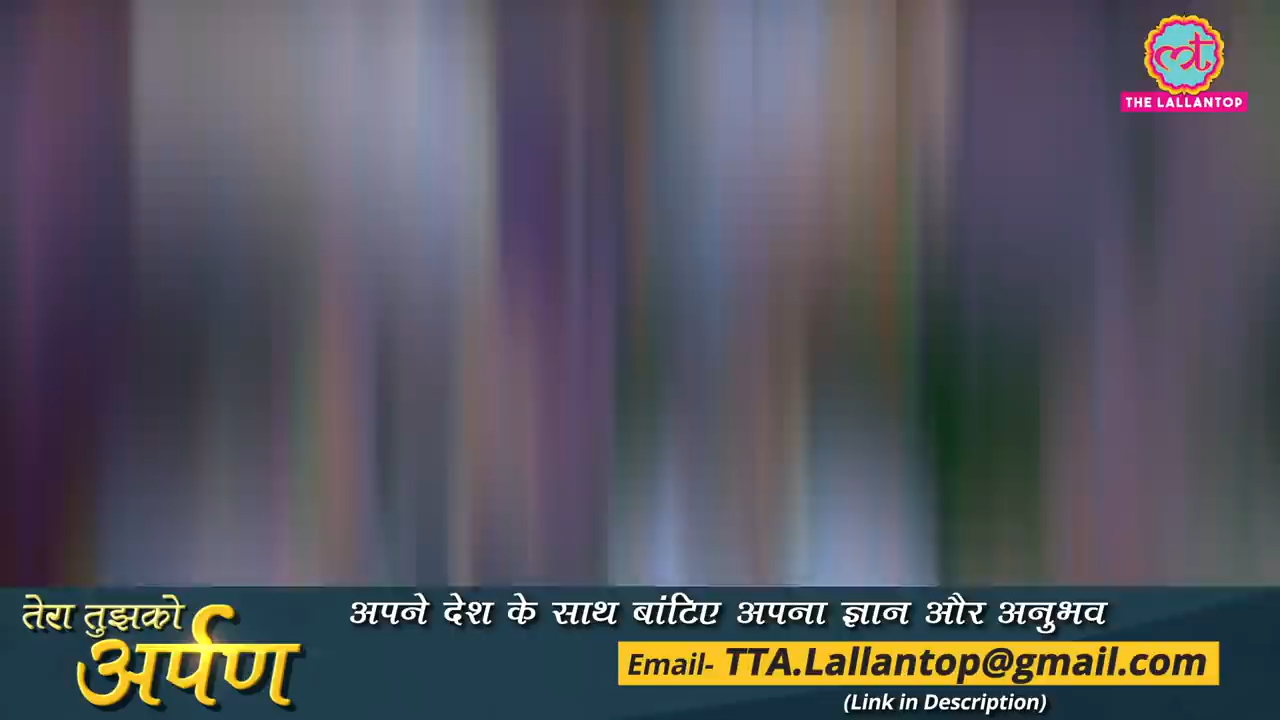 THE LALLANTOP
तेरा तुझको
अर्पण
अपने देश के साथ बांटिए अपना ज्ञान और अनुभव
Email- TTA.Lallantop@gmail.com
(Link in Description)